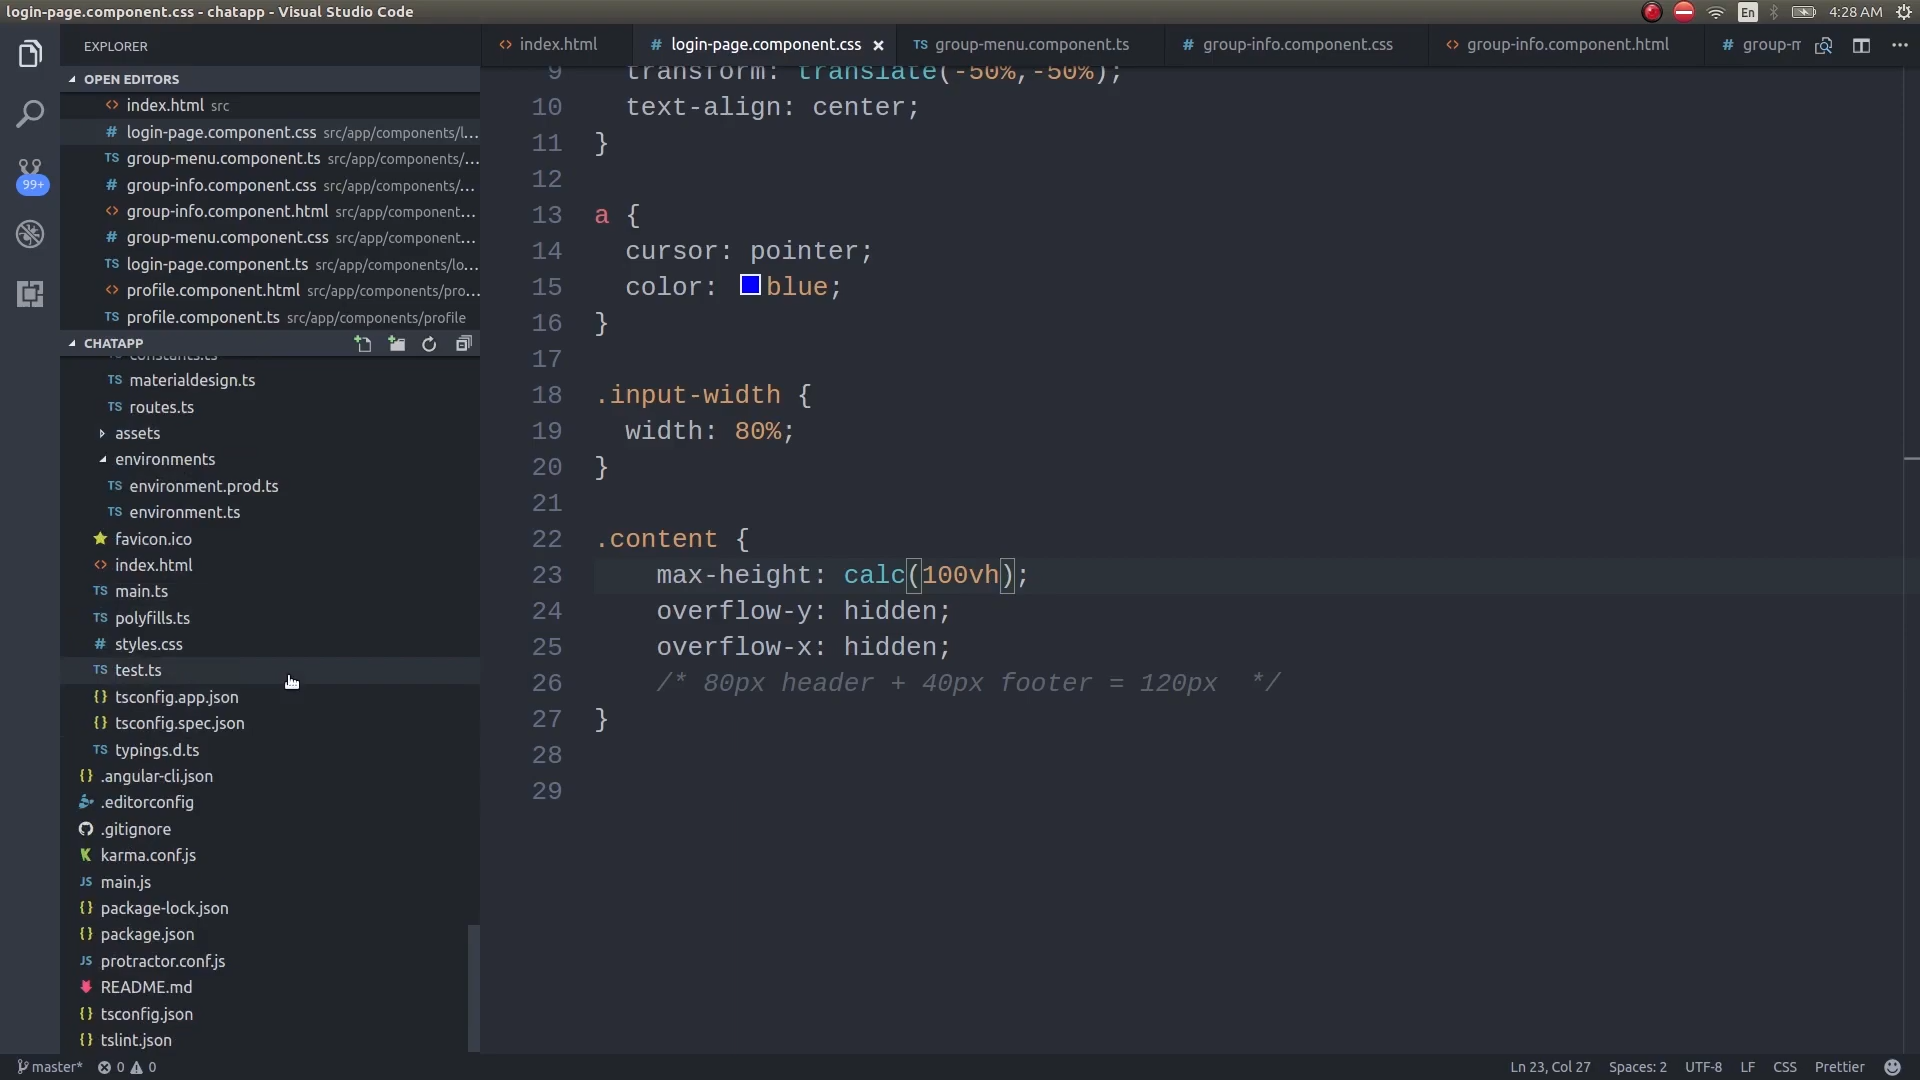 login-page.component.css - chatapp - Visual Studio Code
En
4:28 AM
EXPLORER
OPEN EDITORS
index.html src
login-page.component.css src/app/components/l...
group-menu.component.ts src/app/components/...
group-info.component.css src/app/components/...
group-info.component.html src/app/component...
group-menu.component.css src/app/component...
login-page.component.ts src/app/components/lo...
profile.component.html src/app/components/pro...
profile.component.ts src/app/components/profile
99+
CHATAPP
constants.ts
TS materialdesign.ts
TS routes.ts
assets
environments
TS environment.prod.ts
TS environment.ts
favicon.ico
<> index.html
TS main.ts
TS polyfills.ts
# styles.css
TS test.ts
{} tsconfig.app.json
{} tsconfig.spec.json
TS typings.d.ts
{} .angular-cli.json
.editorconfig
.gitignore
K karma.conf.js
JS main.js
{} package-lock.json
{} package.json
JS protractor.conf.js
README.md
{} tsconfig.json
{} tslint.json
<> index.html
# login-page.component.css ×
TS group-menu.component.ts
# group-info.component.css
<> group-info.component.html
# group-m
9 transform: translate(-50%,-50%);
10 text-align: center;
11 }
12
13 a {
14 cursor: pointer;
15 color: blue;
16 }
17
18 .input-width {
19 width: 80%;
20 }
21
22 .content {
23 max-height: calc(100vh);
24 overflow-y: hidden;
25 overflow-x: hidden;
26 /* 80px header + 40px footer = 120px  */
27 }
28
29
master* 0 0
Ln 23, Col 27 Spaces: 2 UTF-8 LF CSS Prettier